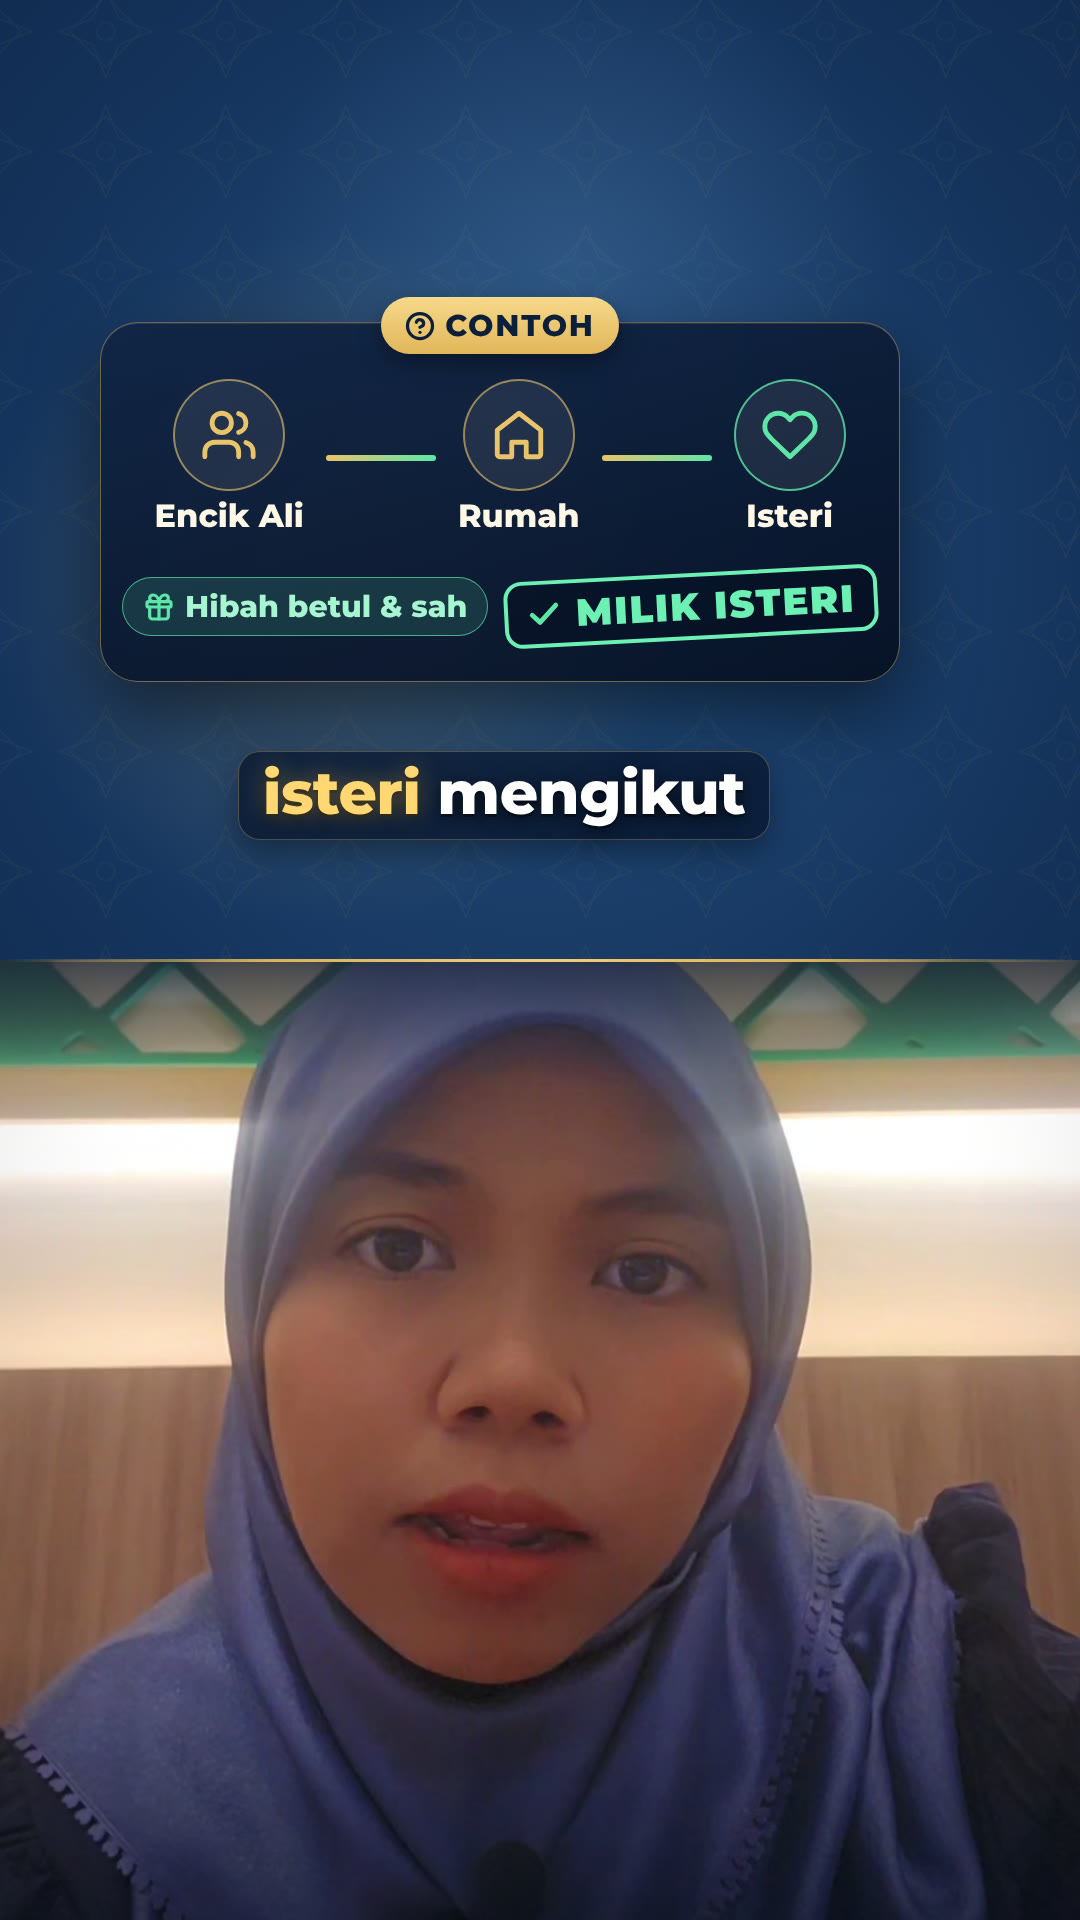 CONTOH
Encik Ali
Rumah
Isteri
Hibah betul & sah
MILIK ISTERI
isteri mengikut